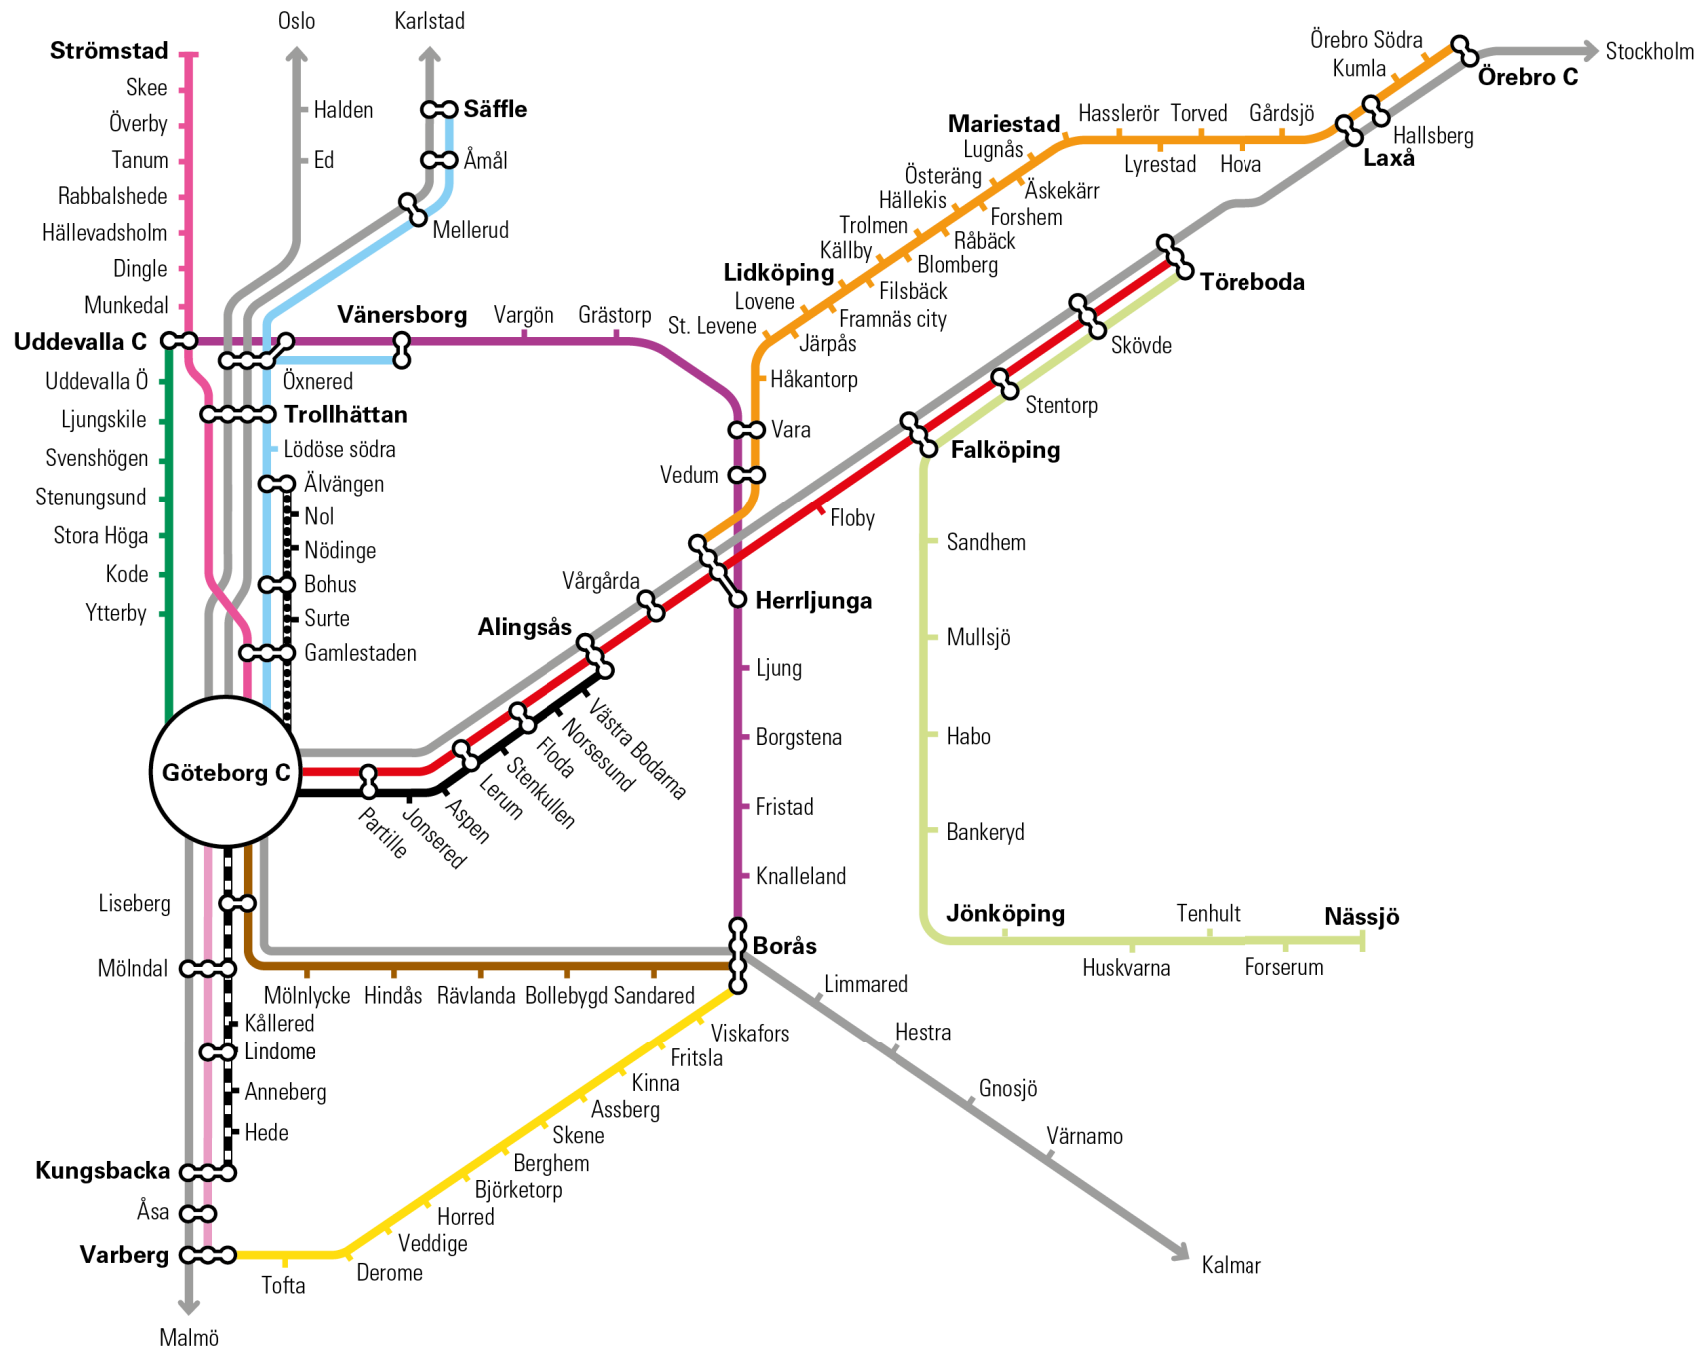 Oslo
Karlstad
Strömstad
Skee
Överby
Tanum
Rabbalshede
Hällevadsholm
Dingle
Munkedal
Uddevalla C
Halden
Ed
Säffle
Åmål
Mellerud
Vänersborg
Vargön
Grästorp
Öxnered
Trollhättan
Lödöse södra
Älvängen
Nol
Nödinge
Bohus
Surte
Gamlestaden
Uddevalla Ö
Ljungskile
Svenshögen
Stenungsund
Stora Höga
Kode
Ytterby
Göteborg C
Örebro Södra
Kumla
Örebro C
Stockholm
Hallsberg
Laxå
Gårdsjö
Hova
Torved
Lyrestad
Hasslerör
Mariestad
Lugnås
Äskekärr
Österäng
Forshem
Hällekis
Råbäck
Trolmen
Blomberg
Källby
Filsbäck
Lidköping
Framnäs city
Lovene
Järpås
St. Levene
Håkantorp
Vara
Vedum
Töreboda
Skövde
Stentorp
Falköping
Floby
Herrljunga
Vårgårda
Alingsås
Västra Bodarna
Norsesund
Floda
Stenkullen
Lerum
Aspen
Jonsered
Partille
Ljung
Borgstena
Fristad
Knalleland
Borås
Sandhem
Mullsjö
Habo
Bankeryd
Jönköping
Huskvarna
Tenhult
Forserum
Nässjö
Liseberg
Mölndal
Kållered
Lindome
Anneberg
Hede
Kungsbacka
Åsa
Varberg
Malmö
Mölnlycke
Hindås
Rävlanda
Bollebygd
Sandared
Viskafors
Fritsla
Kinna
Assberg
Skene
Berghem
Björketorp
Horred
Veddige
Derome
Tofta
Limmared
Hestra
Gnosjö
Värnamo
Kalmar